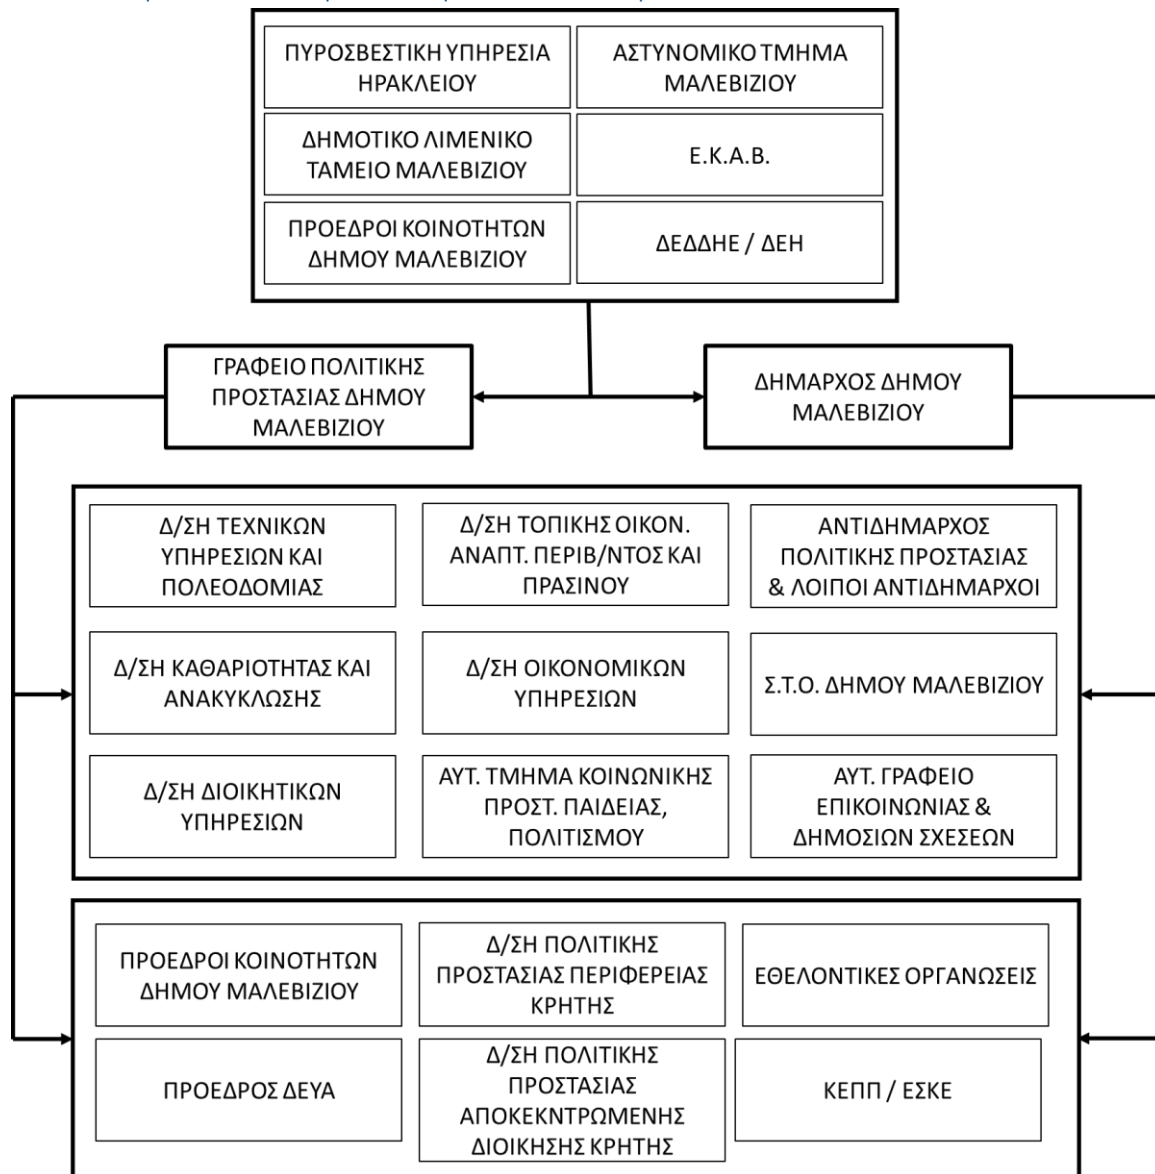 ΠΥΡΟΣΒΕΣΤΙΚΗ ΥΠΗΡΕΣΙΑ
ΗΡΑΚΛΕΙΟΥ
ΑΣΤΥΝΟΜΙΚΟ ΤΜΗΜΑ
ΜΑΛΕΒΙΖΙΟΥ
ΔΗΜΟΤΙΚΟ ΛΙΜΕΝΙΚΟ
ΤΑΜΕΙΟ ΜΑΛΕΒΙΖΙΟΥ
Ε.Κ.Α.Β.
ΠΡΟΕΔΡΟΙ ΚΟΙΝΟΤΗΤΩΝ
ΔΗΜΟΥ ΜΑΛΕΒΙΖΙΟΥ
ΔΕΔΔΗΕ / ΔΕΗ
ΓΡΑΦΕΙΟ ΠΟΛΙΤΙΚΗΣ
ΠΡΟΣΤΑΣΙΑΣ ΔΗΜΟΥ
ΜΑΛΕΒΙΖΙΟΥ
ΔΗΜΑΡΧΟΣ ΔΗΜΟΥ
ΜΑΛΕΒΙΖΙΟΥ
Δ/ΣΗ ΤΕΧΝΙΚΩΝ
ΥΠΗΡΕΣΙΩΝ ΚΑΙ
ΠΟΛΕΟΔΟΜΙΑΣ
Δ/ΣΗ ΤΟΠΙΚΗΣ ΟΙΚΟΝ.
ΑΝΑΠΤ. ΠΕΡΙΒ/ΝΤΟΣ ΚΑΙ
ΠΡΑΣΙΝΟΥ
ΑΝΤΙΔΗΜΑΡΧΟΣ
ΠΟΛΙΤΙΚΗΣ ΠΡΟΣΤΑΣΙΑΣ
& ΛΟΙΠΟΙ ΑΝΤΙΔΗΜΑΡΧΟΙ
Δ/ΣΗ ΚΑΘΑΡΙΟΤΗΤΑΣ ΚΑΙ
ΑΝΑΚΥΚΛΩΣΗΣ
Δ/ΣΗ ΟΙΚΟΝΟΜΙΚΩΝ
ΥΠΗΡΕΣΙΩΝ
Σ.Τ.Ο. ΔΗΜΟΥ ΜΑΛΕΒΙΖΙΟΥ
Δ/ΣΗ ΔΙΟΙΚΗΤΙΚΩΝ
ΥΠΗΡΕΣΙΩΝ
ΑΥΤ. ΤΜΗΜΑ ΚΟΙΝΩΝΙΚΗΣ
ΠΡΟΣΤ. ΠΑΙΔΕΙΑΣ,
ΠΟΛΙΤΙΣΜΟΥ
ΑΥΤ. ΓΡΑΦΕΙΟ
ΕΠΙΚΟΙΝΩΝΙΑΣ &
ΔΗΜΟΣΙΩΝ ΣΧΕΣΕΩΝ
ΠΡΟΕΔΡΟΙ ΚΟΙΝΟΤΗΤΩΝ
ΔΗΜΟΥ ΜΑΛΕΒΙΖΙΟΥ
Δ/ΣΗ ΠΟΛΙΤΙΚΗΣ
ΠΡΟΣΤΑΣΙΑΣ ΠΕΡΙΦΕΡΕΙΑΣ
ΚΡΗΤΗΣ
ΕΘΕΛΟΝΤΙΚΕΣ ΟΡΓΑΝΩΣΕΙΣ
ΠΡΟΕΔΡΟΣ ΔΕΥΑ
Δ/ΣΗ ΠΟΛΙΤΙΚΗΣ
ΠΡΟΣΤΑΣΙΑΣ
ΑΠΟΚΕΚΝΤΡΩΜΕΝΗΣ
ΔΙΟΙΚΗΣΗΣ ΚΡΗΤΗΣ
ΚΕΠΠ / ΕΣΚΕ